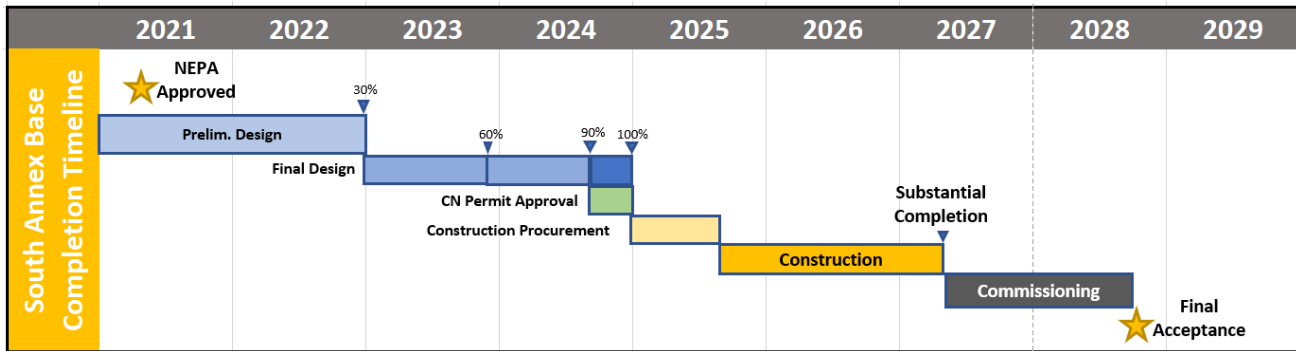 2021 2022 2023 2024 2025 2026 2027 2028 2029
South Annex Base
Completion Timeline
NEPA
Approved
30%
Prelim. Design
60%
90%
100%
Final Design
CN Permit Approval
Construction Procurement
Substantial
Completion
Construction
Commissioning
Final
Acceptance